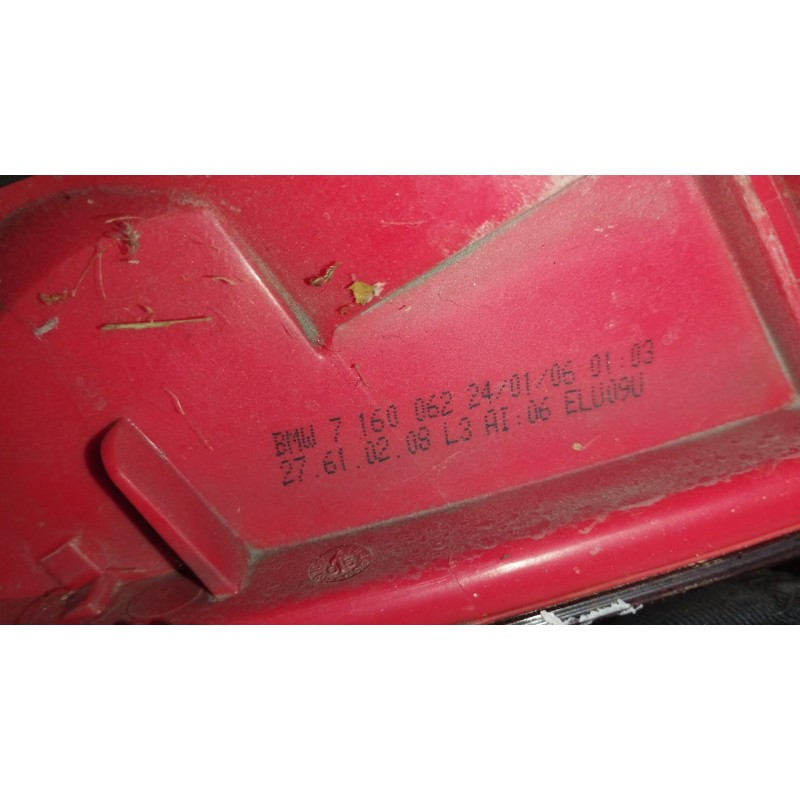 BMW 7 160 062 24/01/06 01:03
27.61.02.08 L3 AI:06 ELU09U